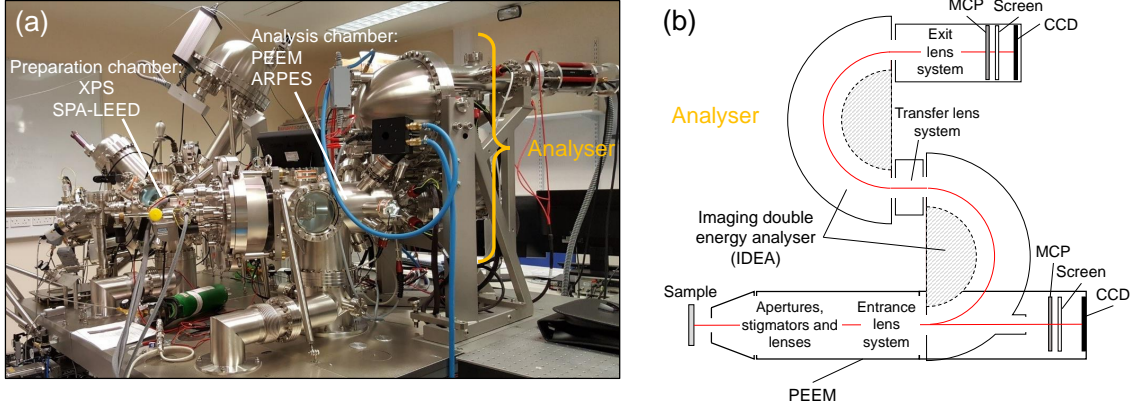 (a)
Preparation chamber:
XPS
SPA-LEED
Analysis chamber:
PEEM
ARPES
Analyser
(b)
MCP
Screen
CCD
Exit
lens
system
Analyser
Transfer lens
system
Imaging double
energy analyser
(IDEA)
MCP
Screen
CCD
Sample
Apertures,
stigmators and
lenses
Entrance
lens
system
PEEM